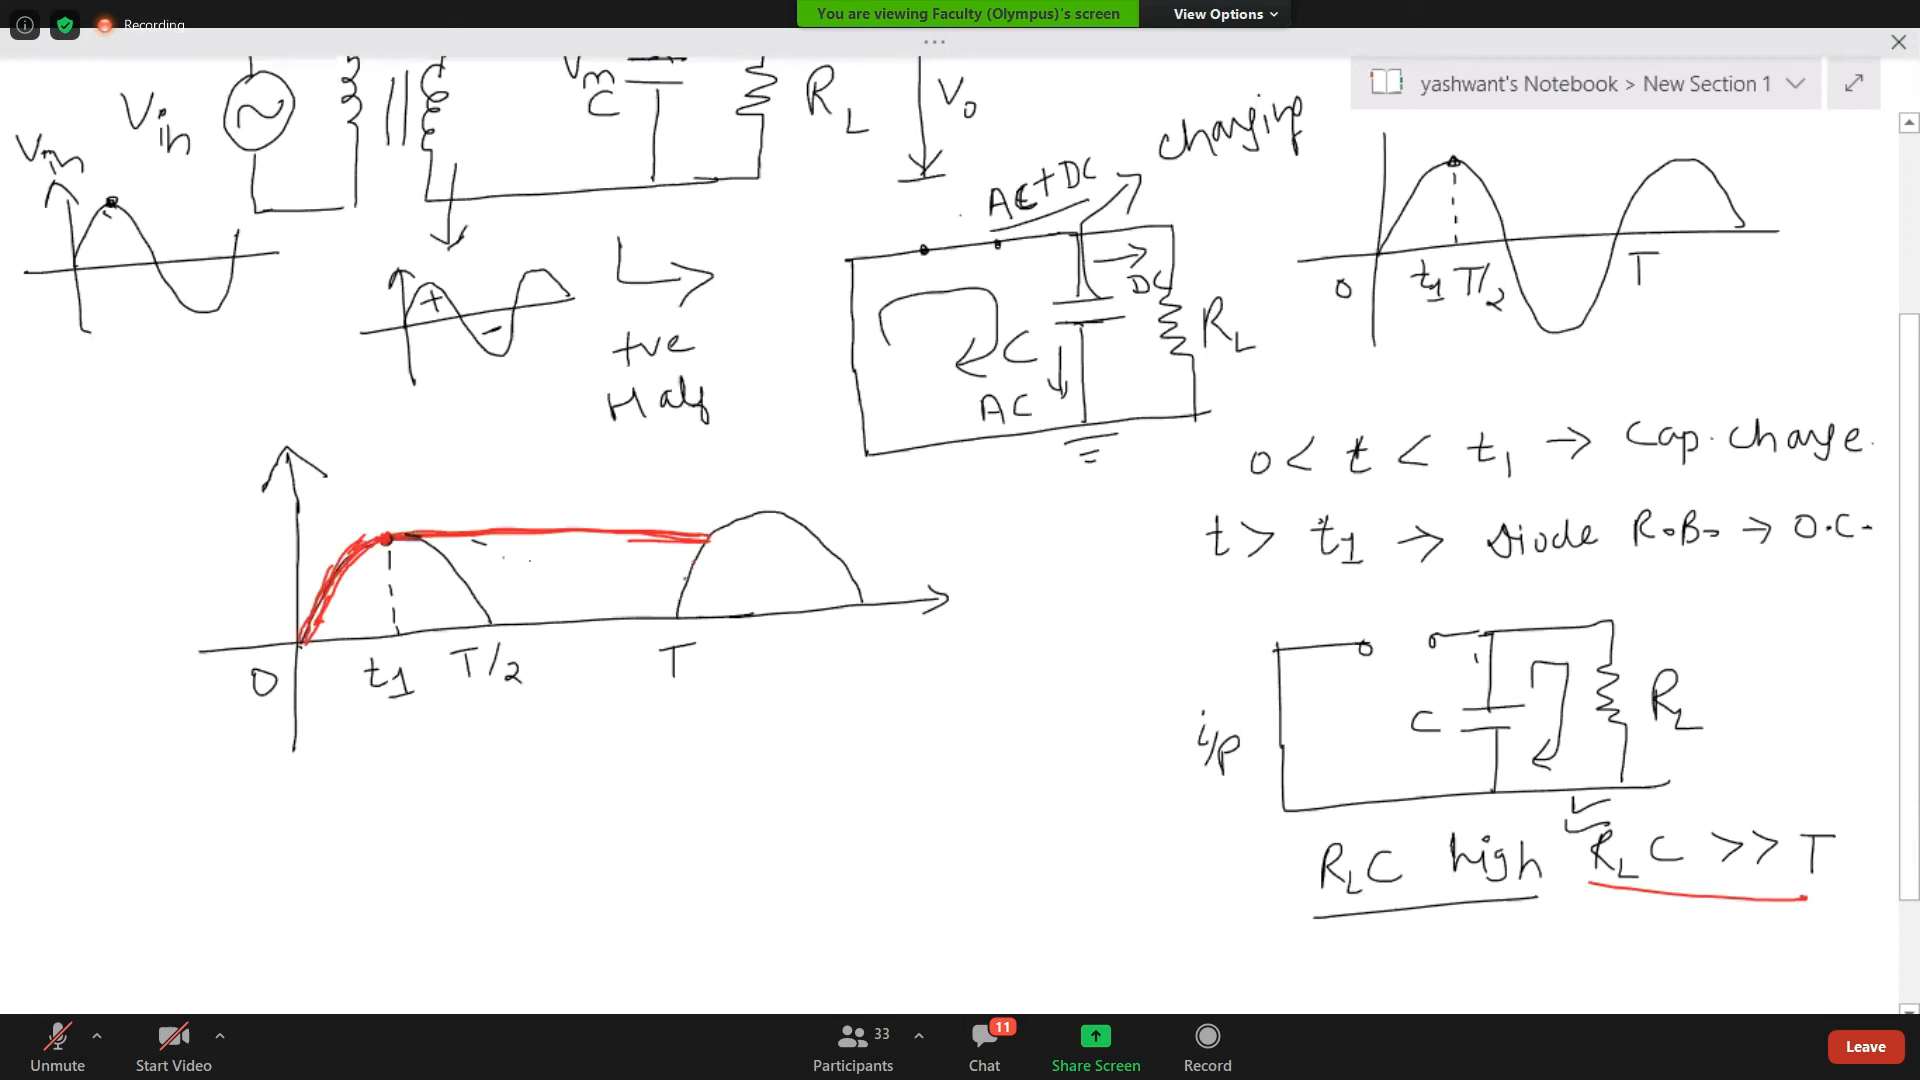 Recording
You are viewing Faculty (Olympus)'s screen
View Options
yashwant's Notebook > New Section 1
Vin
Vm
C
RL
Vo
charging
Vm
AC+DC
DC
+
-
+ve
Half
C
AC
RL
0
t1 T/2
T
0 < t < t1 → Cap. Charge.
t > t1 → Diode R.B. → O.C.
0
t1
T/2
T
i/p
C
RL
RLC high
RLC >> T
Unmute
Start Video
33
Participants
11
Chat
Share Screen
Record
Leave